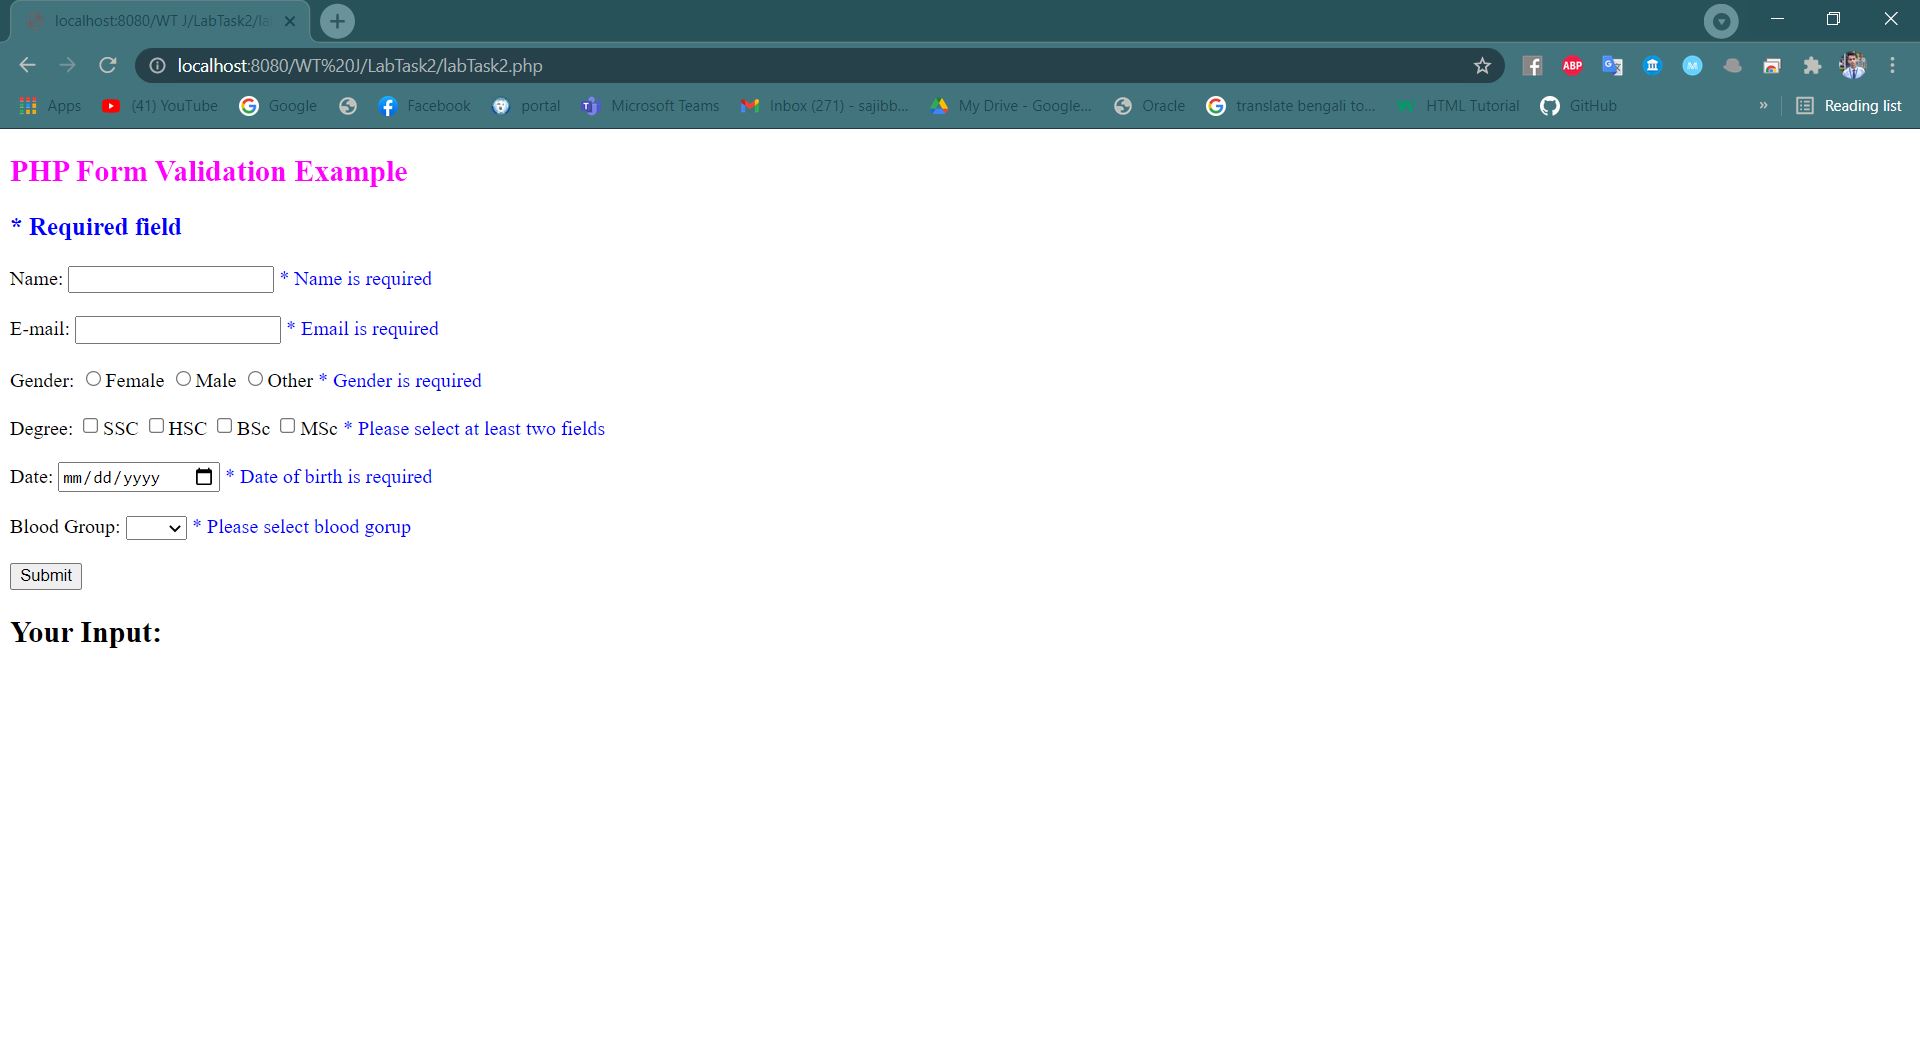 localhost:8080/WT J/LabTask2/la
localhost:8080/WT%20J/LabTask2/labTask2.php
ABP
Apps (41) YouTube Google Facebook portal Microsoft Teams Inbox (271) - sajibb... My Drive - Google... Oracle translate bengali to... HTML Tutorial GitHub » Reading list
PHP Form Validation Example
* Required field
Name: * Name is required
E-mail: * Email is required
Gender: Female Male Other * Gender is required
Degree: SSC HSC BSc MSc * Please select at least two fields
Date: mm/dd/yyyy * Date of birth is required
Blood Group: * Please select blood gorup
Submit
Your Input: